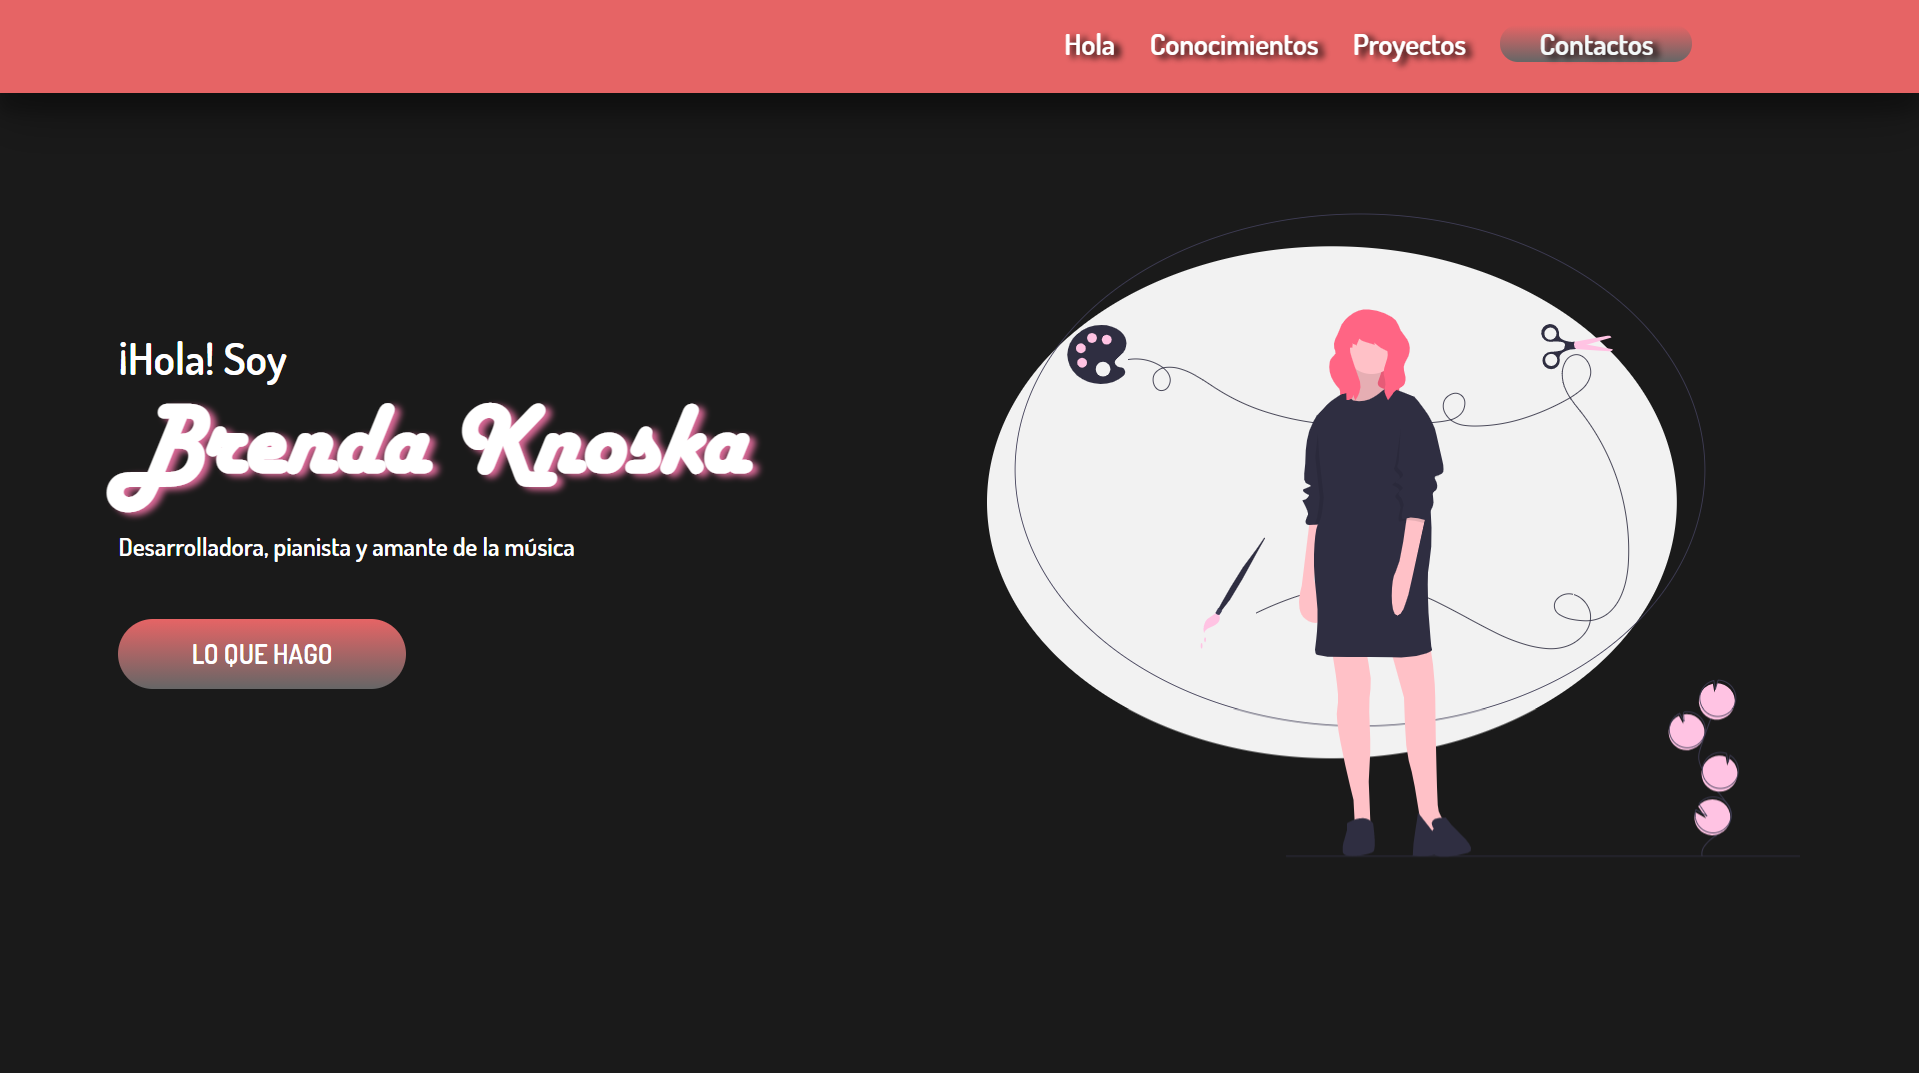 Hola Conocimientos Proyectos Contactos
¡Hola! Soy
Brenda Knoska
Desarrolladora, pianista y amante de la música
LO QUE HAGO